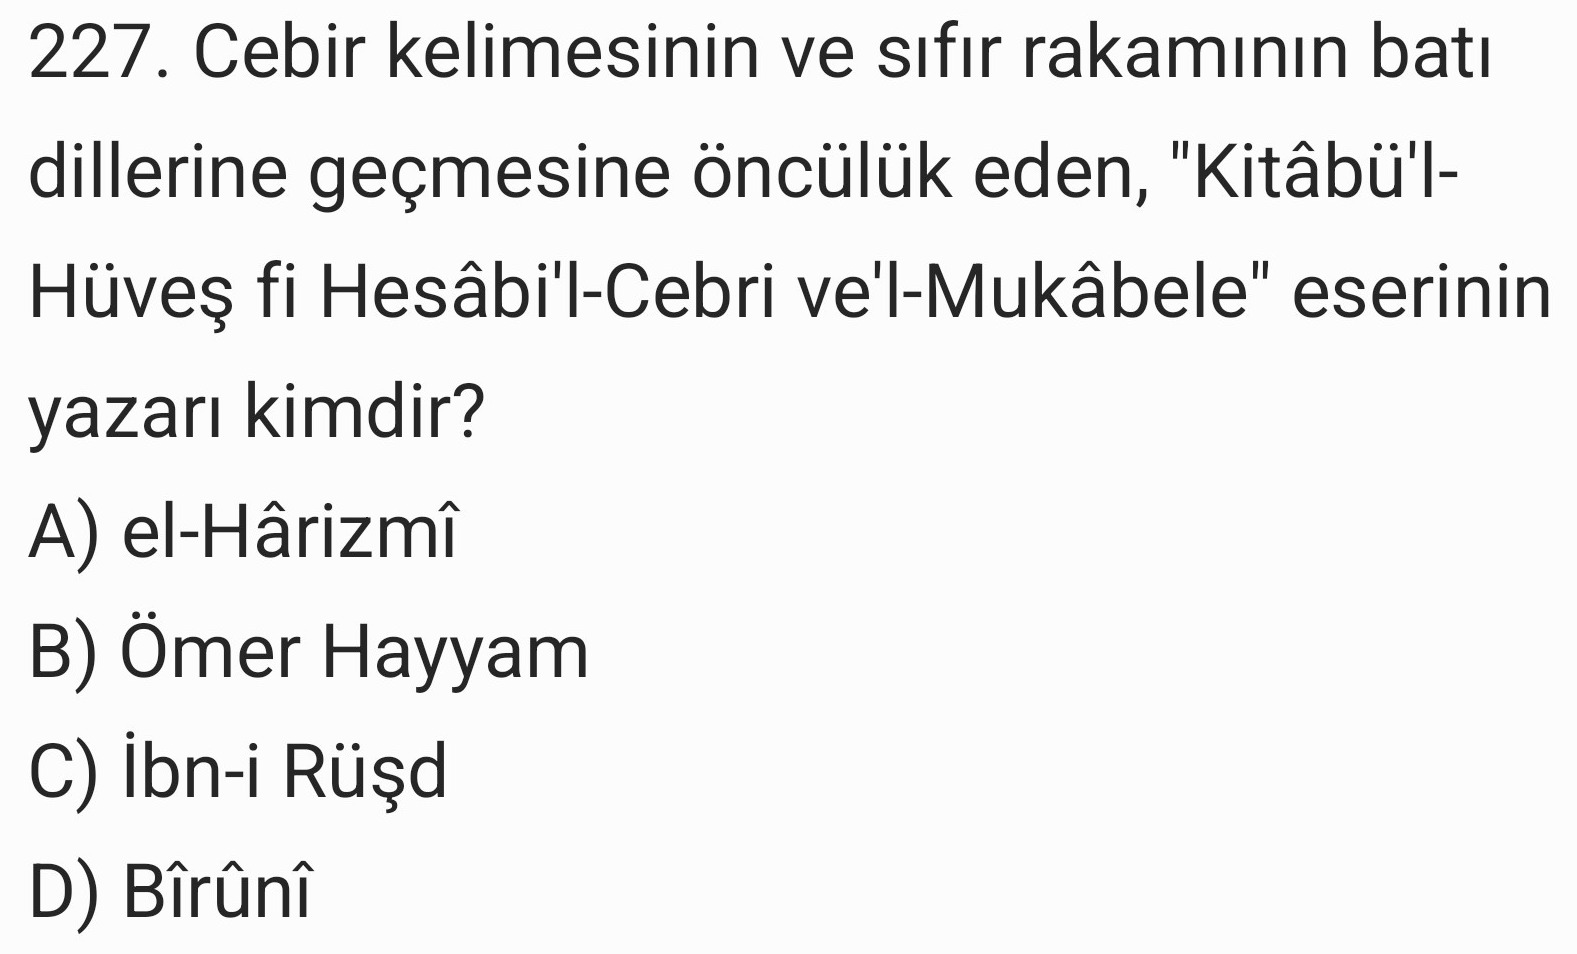 227. Cebir kelimesinin ve sıfır rakamının batı
dillerine geçmesine öncülük eden, "Kitâbü'l-
Hüveş fi Hesâbi'l-Cebri ve'l-Mukâbele" eserinin
yazarı kimdir?
A) el-Hârizmî
B) Ömer Hayyam
C) İbn-i Rüşd
D) Bîrûnî